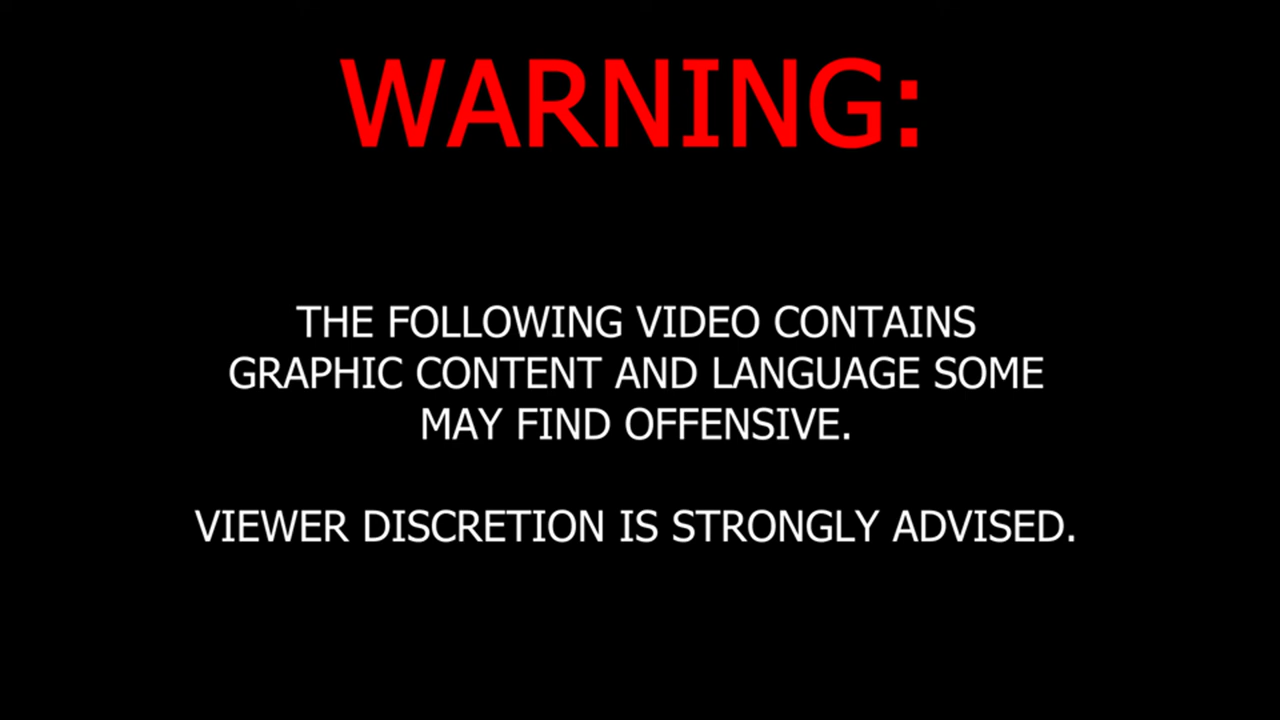 WARNING:
THE FOLLOWING VIDEO CONTAINS
GRAPHIC CONTENT AND LANGUAGE SOME
MAY FIND OFFENSIVE.
VIEWER DISCRETION IS STRONGLY ADVISED.